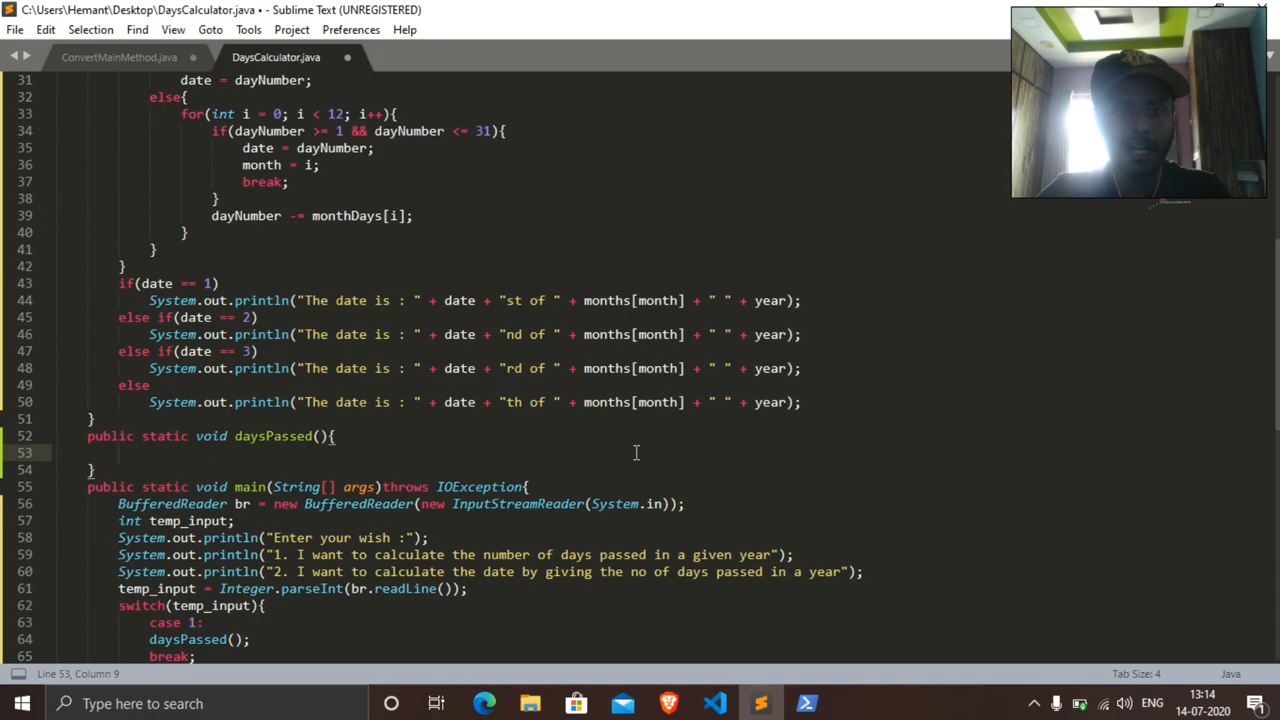 C:\Users\Hemant\Desktop\DaysCalculator.java • - Sublime Text (UNREGISTERED)
File Edit Selection Find View Goto Tools Project Preferences Help
ConvertMainMethod.java DaysCalculator.java
31 date = dayNumber;
32 else{
33 for(int i = 0; i < 12; i++){
34 if(dayNumber >= 1 && dayNumber <= 31){
35 date = dayNumber;
36 month = i;
37 break;
38 }
39 dayNumber -= monthDays[i];
40 }
41 }
42 }
43 if(date == 1)
44 System.out.println("The date is : " + date + "st of " + months[month] + " " + year);
45 else if(date == 2)
46 System.out.println("The date is : " + date + "nd of " + months[month] + " " + year);
47 else if(date == 3)
48 System.out.println("The date is : " + date + "rd of " + months[month] + " " + year);
49 else
50 System.out.println("The date is : " + date + "th of " + months[month] + " " + year);
51 }
52 public static void daysPassed(){
53
54 }
55 public static void main(String[] args)throws IOException{
56 BufferedReader br = new BufferedReader(new InputStreamReader(System.in));
57 int temp_input;
58 System.out.println("Enter your wish :");
59 System.out.println("1. I want to calculate the number of days passed in a given year");
60 System.out.println("2. I want to calculate the date by giving the no of days passed in a year");
61 temp_input = Integer.parseInt(br.readLine());
62 switch(temp_input){
63 case 1:
64 daysPassed();
65 break;
Line 53, Column 9 Tab Size: 4 Java
Type here to search ENG 13:14
14-07-2020